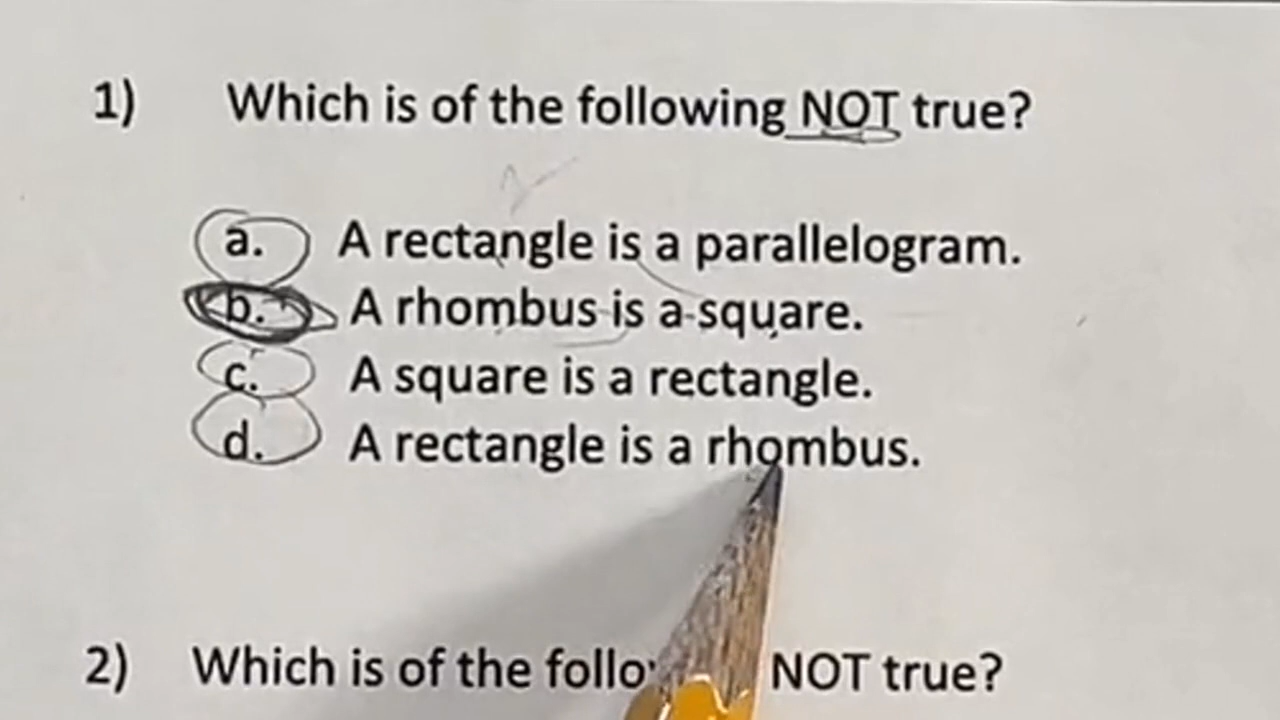 1) Which is of the following NOT true?
a. A rectangle is a parallelogram.
b. A rhombus is a square.
c. A square is a rectangle.
d. A rectangle is a rhombus.
2) Which is of the NOT true?